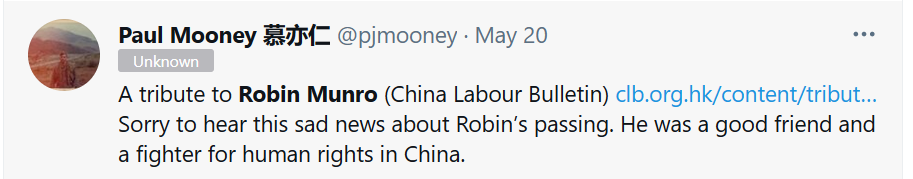 Paul Mooney 慕亦仁 @pjmooney · May 20
Unknown
A tribute to Robin Munro (China Labour Bulletin) clb.org.hk/content/tribut…
Sorry to hear this sad news about Robin's passing. He was a good friend and
a fighter for human rights in China.